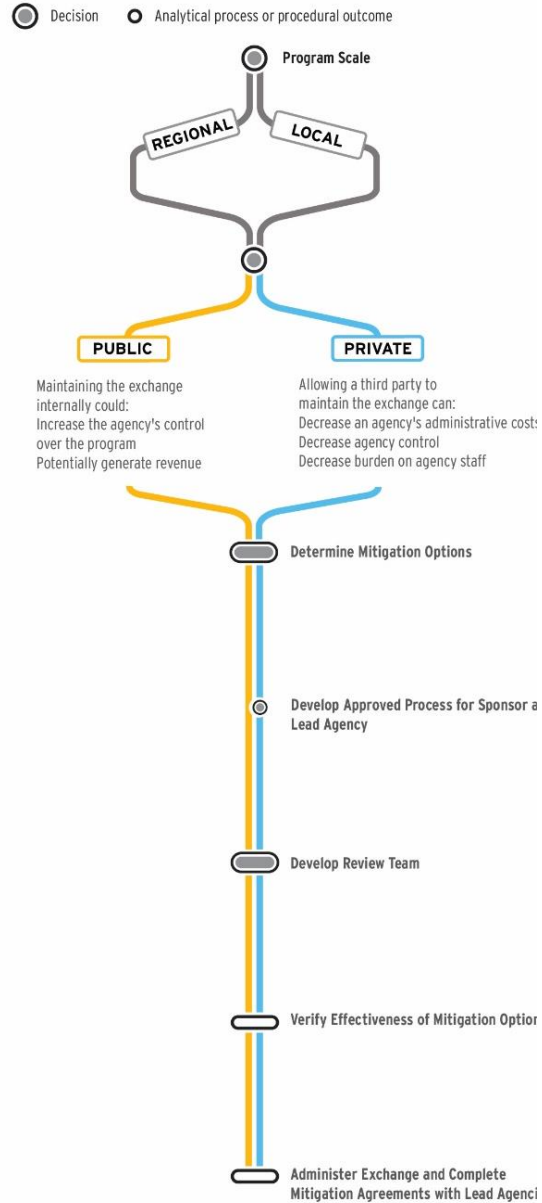 Decision
Analytical process or procedural outcome
Program Scale
REGIONAL
LOCAL
PUBLIC
PRIVATE
Maintaining the exchange
internally could:
Increase the agency's control
over the program
Potentially generate revenue
Allowing a third party to
maintain the exchange can:
Decrease an agency's administrative costs
Decrease agency control
Decrease burden on agency staff
Determine Mitigation Options
Develop Approved Process for Sponsor a
Lead Agency
Develop Review Team
Verify Effectiveness of Mitigation Option
Administer Exchange and Complete
Mitigation Agreements with Lead Agenci